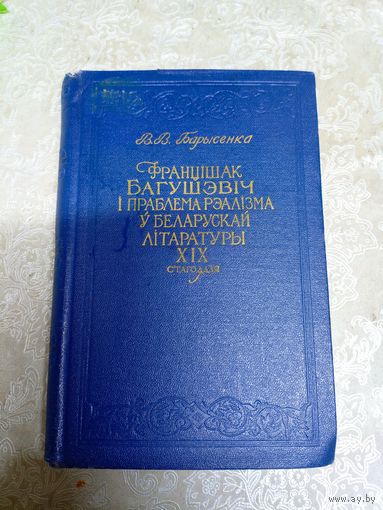 В.В. Барысенка
ФРАНЦІШАК
БАГУШЭВІЧ
І ПРАБЛЕМА РЭАЛІЗМА
Ў БЕЛАРУСКАЙ
ЛІТАРАТУРЫ
XIX
СТАГОДДЗЯ
www.ay.by